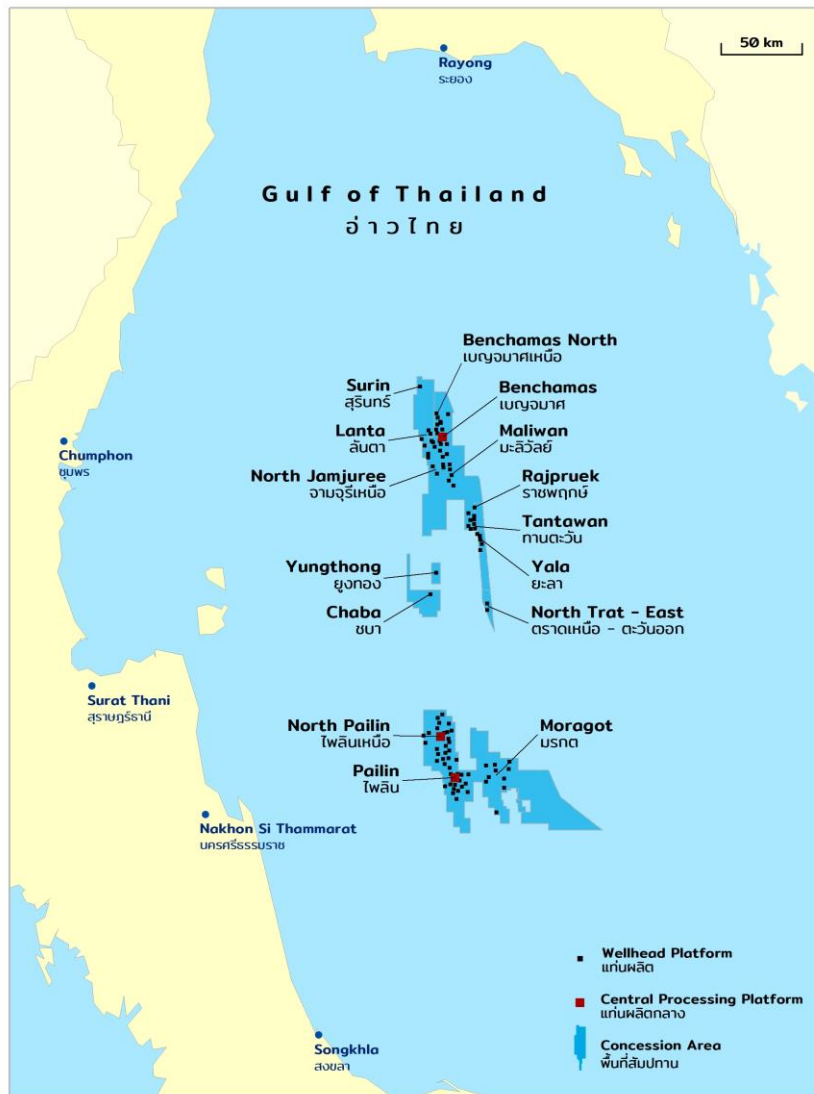 50 km
Rayong
ระยอง
Gulf of Thailand
อ่าวไทย
Benchamas North
เบญจมาศเหนือ
Surin
สุรินทร์
Benchamas
เบญจมาศ
Lanta
ลันตา
Maliwan
มะลิวัลย์
Chumphon
ชุมพร
North Jamjuree
จามจุรีเหนือ
Rajpruek
ราชพฤกษ์
Tantawan
ทานตะวัน
Yungthong
ยูงทอง
Yala
ยะลา
Chaba
ชบา
North Trat - East
ตราดเหนือ - ตะวันออก
Surat Thani
สุราษฎร์ธานี
North Pailin
ไพลินเหนือ
Moragot
มรกต
Pailin
ไพลิน
Nakhon Si Thammarat
นครศรีธรรมราช
Wellhead Platform
แท่นผลิต
Central Processing Platform
แท่นผลิตกลาง
Concession Area
พื้นที่สัมปทาน
Songkhla
สงขลา